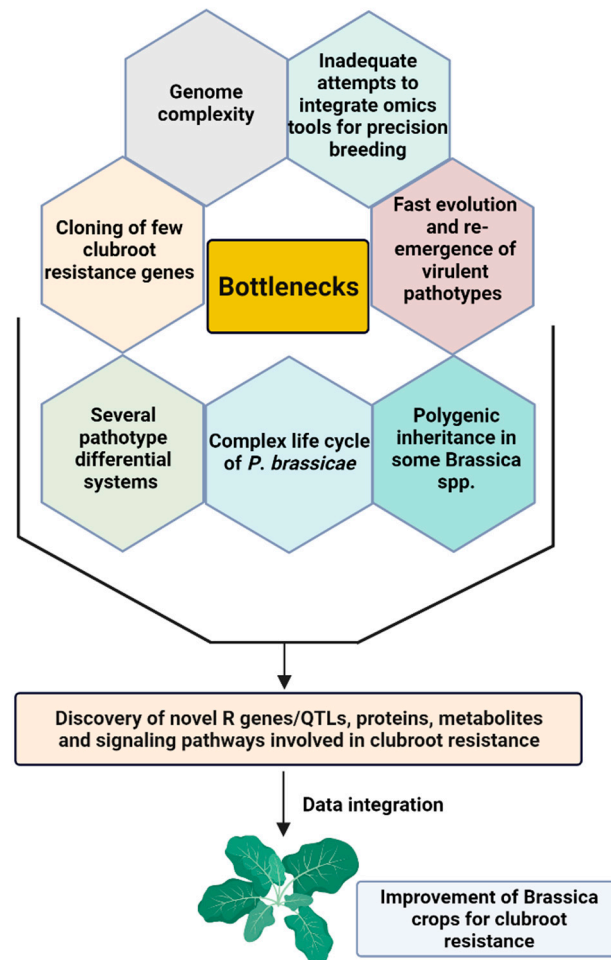 Genome
complexity
Inadequate
attempts to
integrate omics
tools for precision
breeding
Cloning of few
clubroot
resistance genes
Bottlenecks
Fast evolution
and re-
emergence of
virulent
pathotypes
Several
pathotype
differential
systems
Complex life cycle
of P. brassicae
Polygenic
inheritance in
some Brassica
spp.
Discovery of novel R genes/QTLs, proteins, metabolites
and signaling pathways involved in clubroot resistance
Data integration
Improvement of Brassica
crops for clubroot
resistance